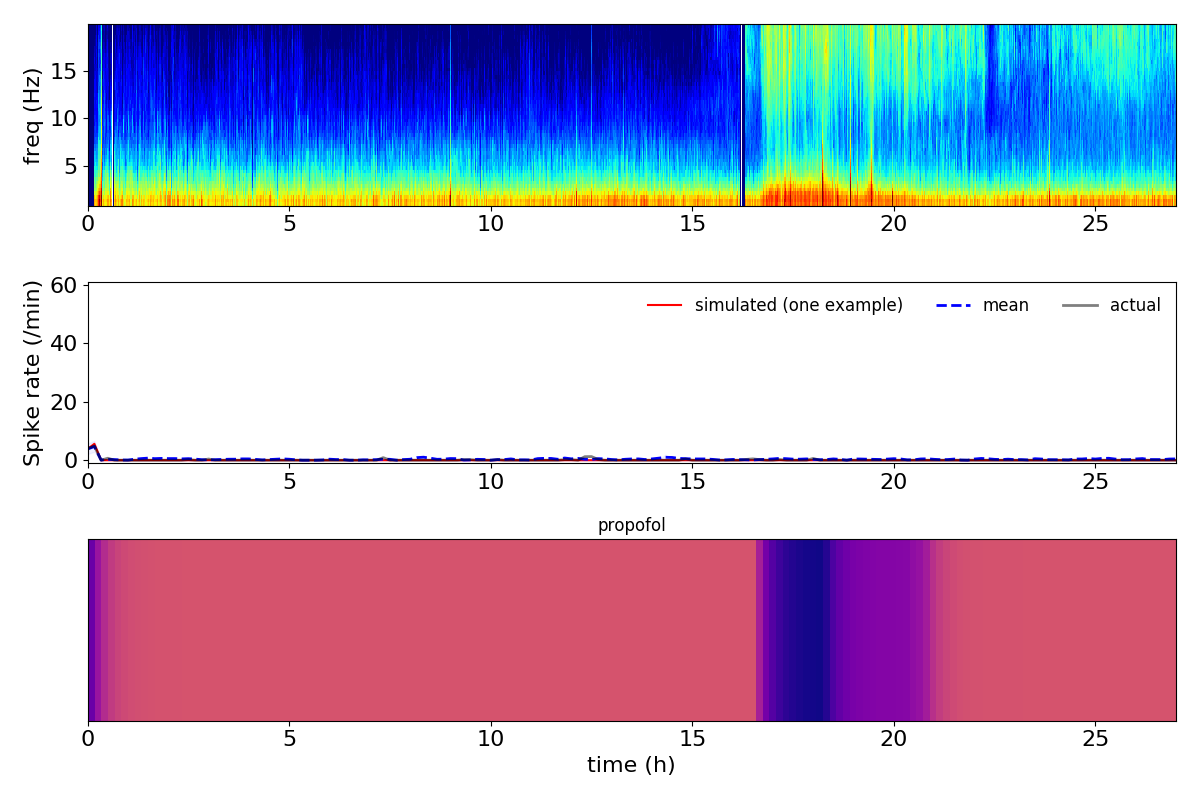 freq (Hz)
15
10
5
0 5 10 15 20 25
Spike rate (/min)
60
40
20
0
simulated (one example) mean actual
0 5 10 15 20 25
propofol
0 5 10 15 20 25
time (h)